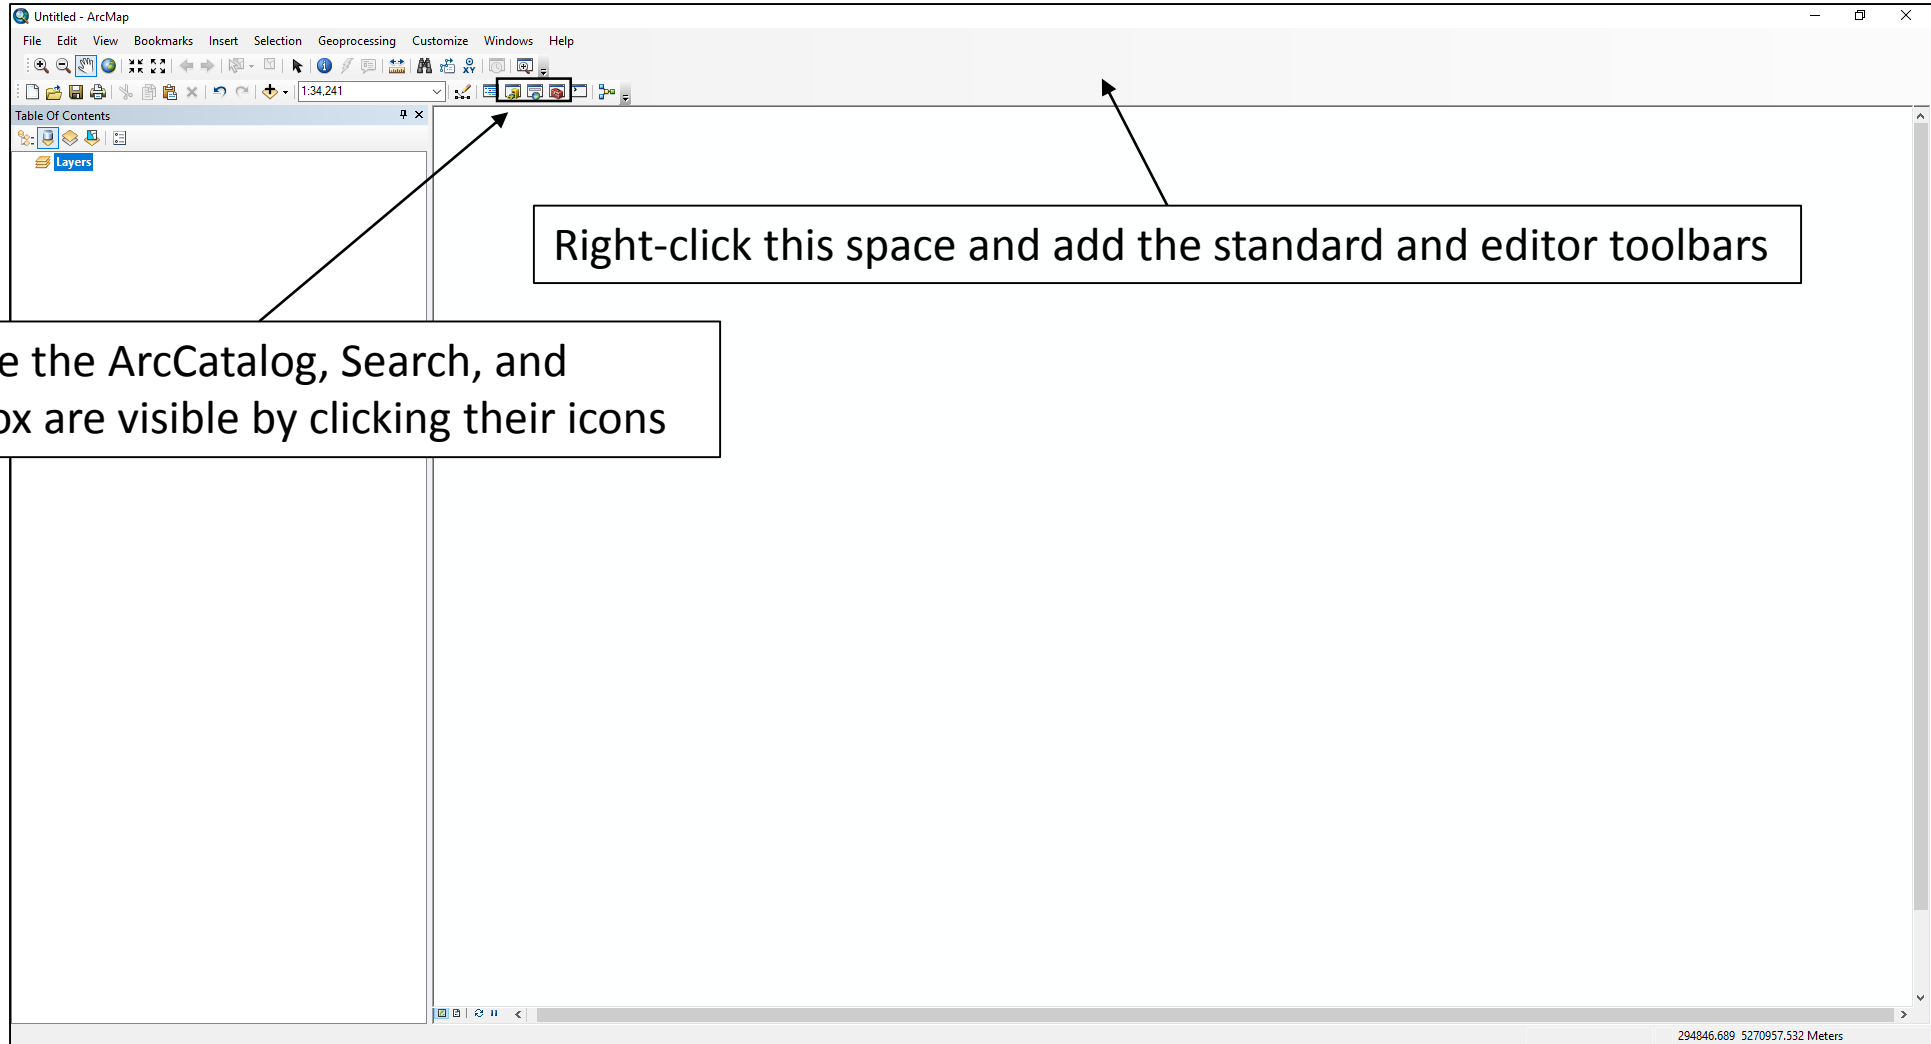 Untitled - ArcMap
File Edit View Bookmarks Insert Selection Geoprocessing Customize Windows Help
1:34,241
Table Of Contents
Layers
Right-click this space and add the standard and editor toolbars
e the ArcCatalog, Search, and
ox are visible by clicking their icons
294846.689 5270957.532 Meters